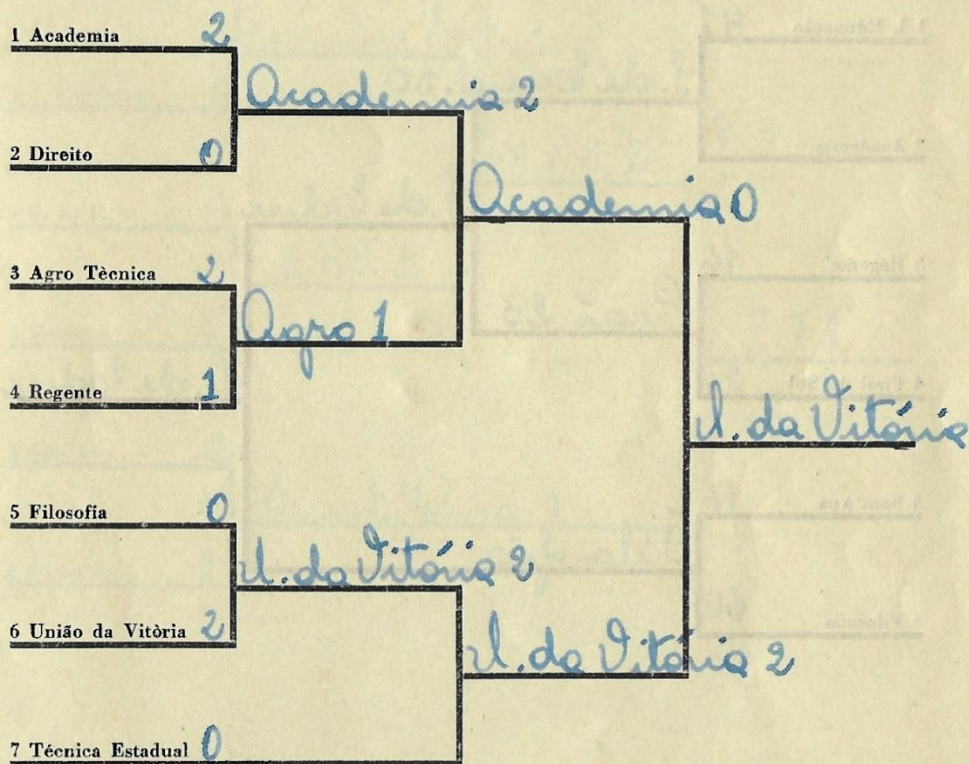 1 Academia 2
Academia 2
2 Direito 0
Academia 0
3 Agro Tècnica 2
Agro 1
4 Regente 1
U. da Vitória
5 Filosofia 0
U. da Vitória 2
6 União da Vitòria 2
U. da Vitória 2
7 Técnica Estadual 0